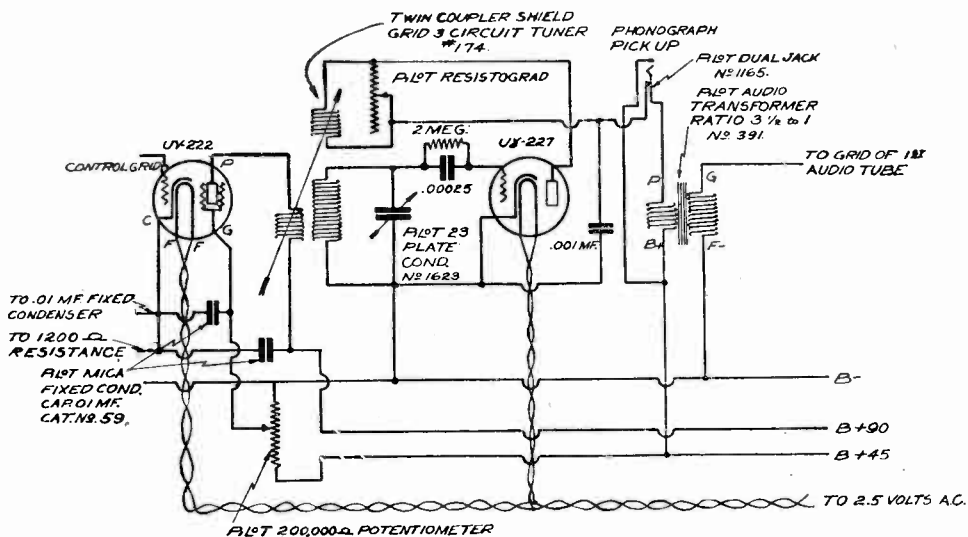 TWIN COUPLER SHIELD
GRID 3 CIRCUIT TUNER
#174.
PILOT RESISTOGRAD
PHONOGRAPH
PICK UP
PILOT DUAL JACK
No 1165.
PILOT AUDIO
TRANSFORMER
RATIO 3 1/2 to 1
No. 391.
UY-222
CONTROL GRID
P
C
F
F
G
2 MEG.
UY-227
.00025
PILOT 23
PLATE
COND.
No 1623
.001 MF.
P
B+
G
F-
TO GRID OF 1st
AUDIO TUBE
TO .01 MF. FIXED
CONDENSER
TO 1200 Ω
RESISTANCE
PILOT MICA
FIXED COND.
CAP .01 MF.
CAT. No. 59.
B-
B+90
B+45
TO 2.5 VOLTS A.C.
PILOT 200,000 Ω POTENTIOMETER